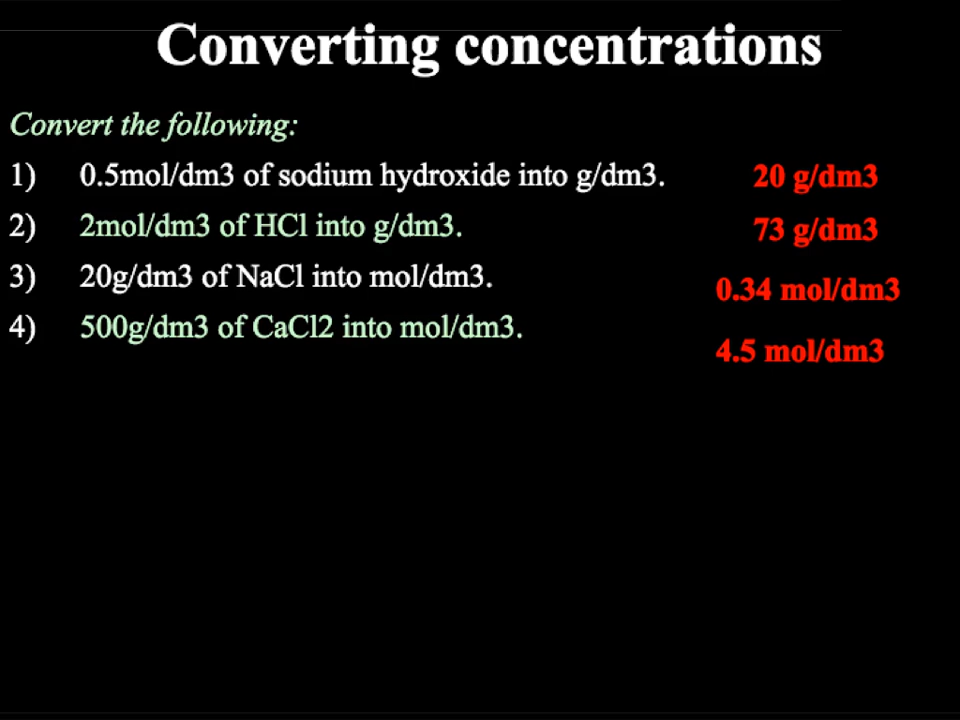 Converting concentrations
Convert the following:
1) 0.5mol/dm3 of sodium hydroxide into g/dm3. 20 g/dm3
2) 2mol/dm3 of HCl into g/dm3. 73 g/dm3
3) 20g/dm3 of NaCl into mol/dm3. 0.34 mol/dm3
4) 500g/dm3 of CaCl2 into mol/dm3. 4.5 mol/dm3